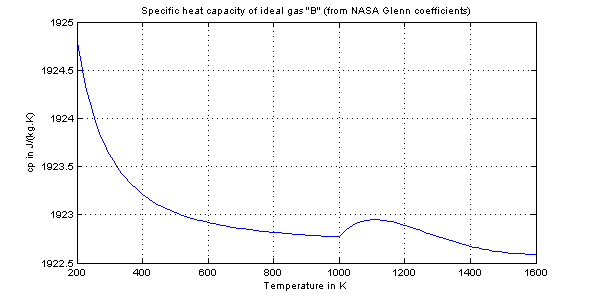 Specific heat capacity of ideal gas "B" (from NASA Glenn coefficients)
1925
1924.5
1924
1923.5
1923
1922.5
cp in J/(kg.K)
200 400 600 800 1000 1200 1400 1600
Temperature in K